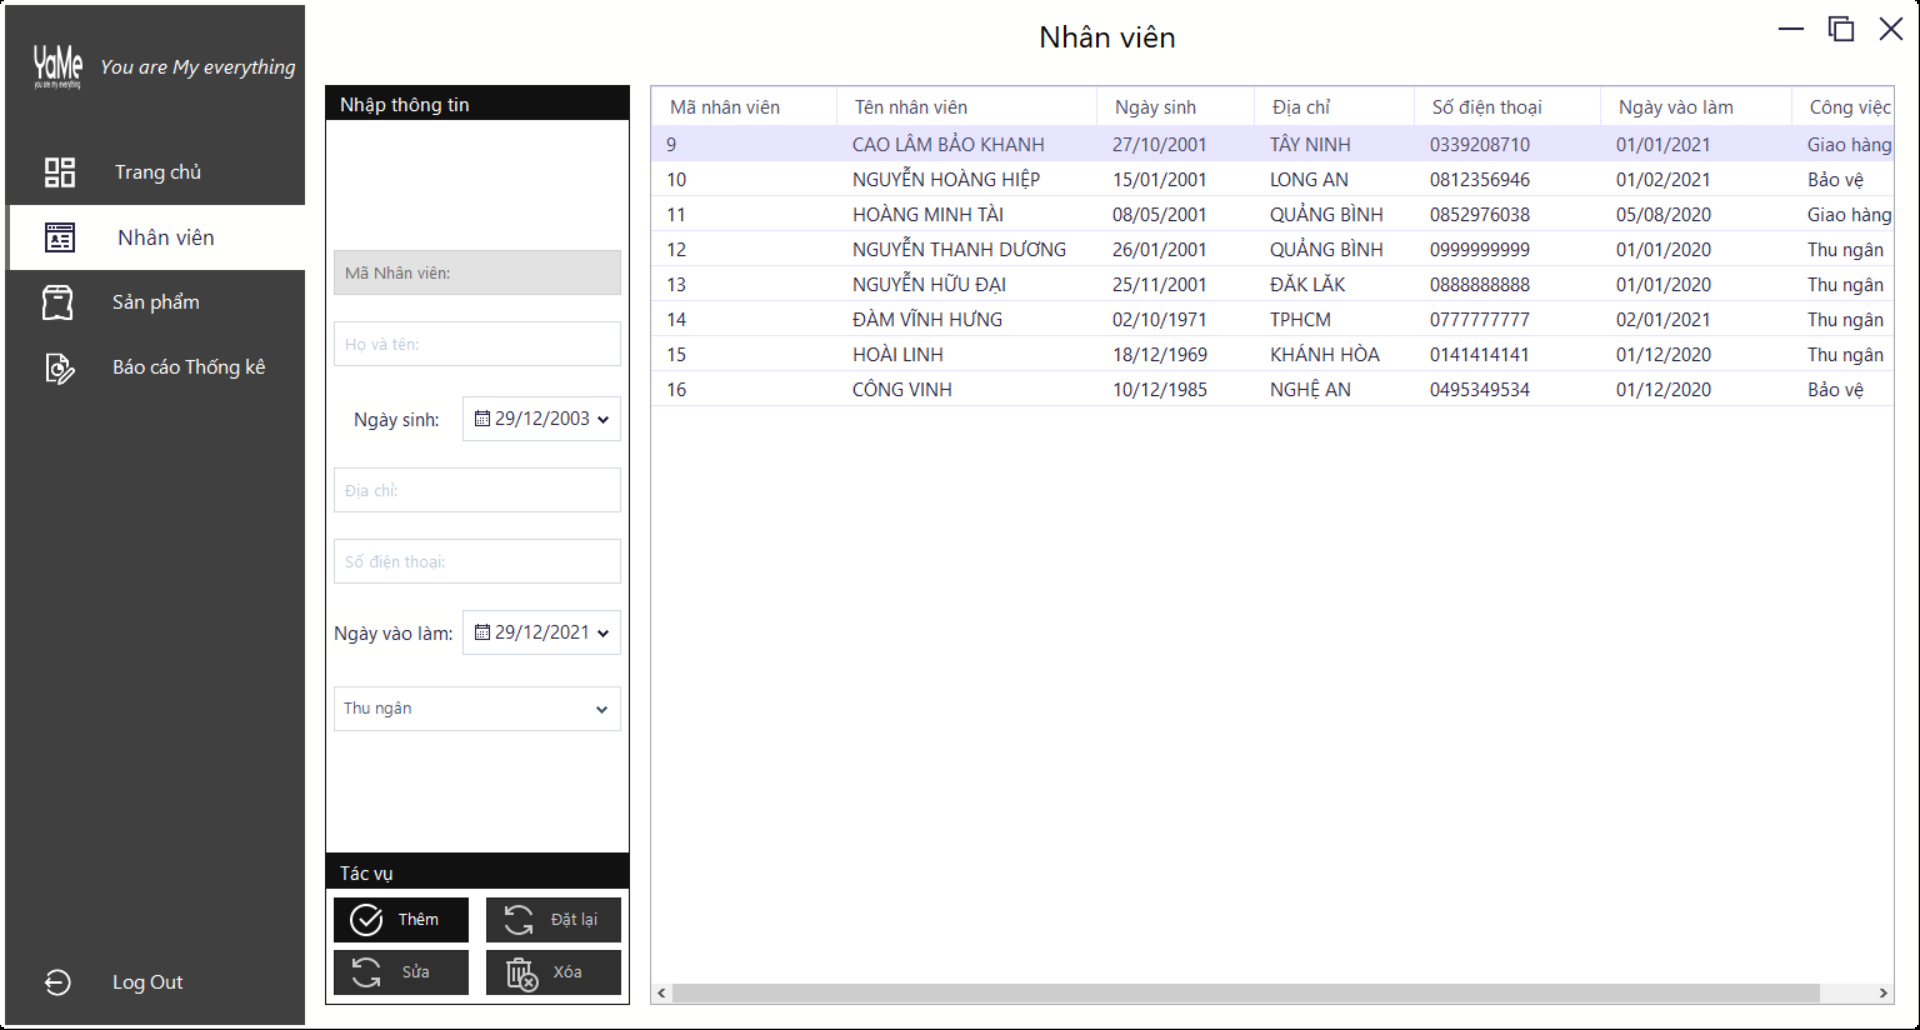 YaMe
you are my everything
You are My everything
Trang chủ
Nhân viên
Sản phẩm
Báo cáo Thống kê
Log Out
Nhân viên
Nhập thông tin
Mã Nhân viên:
Họ và tên:
Ngày sinh: 29/12/2003
Địa chỉ:
Số điện thoại:
Ngày vào làm: 29/12/2021
Thu ngân
Tác vụ
Thêm Đặt lại
Sửa Xóa
Mã nhân viên Tên nhân viên Ngày sinh Địa chỉ Số điện thoại Ngày vào làm Công việc
9 CAO LÂM BẢO KHANH 27/10/2001 TÂY NINH 0339208710 01/01/2021 Giao hàng
10 NGUYỄN HOÀNG HIỆP 15/01/2001 LONG AN 0812356946 01/02/2021 Bảo vệ
11 HOÀNG MINH TÀI 08/05/2001 QUẢNG BÌNH 0852976038 05/08/2020 Giao hàng
12 NGUYỄN THANH DƯƠNG 26/01/2001 QUẢNG BÌNH 0999999999 01/01/2020 Thu ngân
13 NGUYỄN HỮU ĐẠI 25/11/2001 ĐĂK LĂK 0888888888 01/01/2020 Thu ngân
14 ĐÀM VĨNH HƯNG 02/10/1971 TPHCM 0777777777 02/01/2021 Thu ngân
15 HOÀI LINH 18/12/1969 KHÁNH HÒA 0141414141 01/12/2020 Thu ngân
16 CÔNG VINH 10/12/1985 NGHỆ AN 0495349534 01/12/2020 Bảo vệ